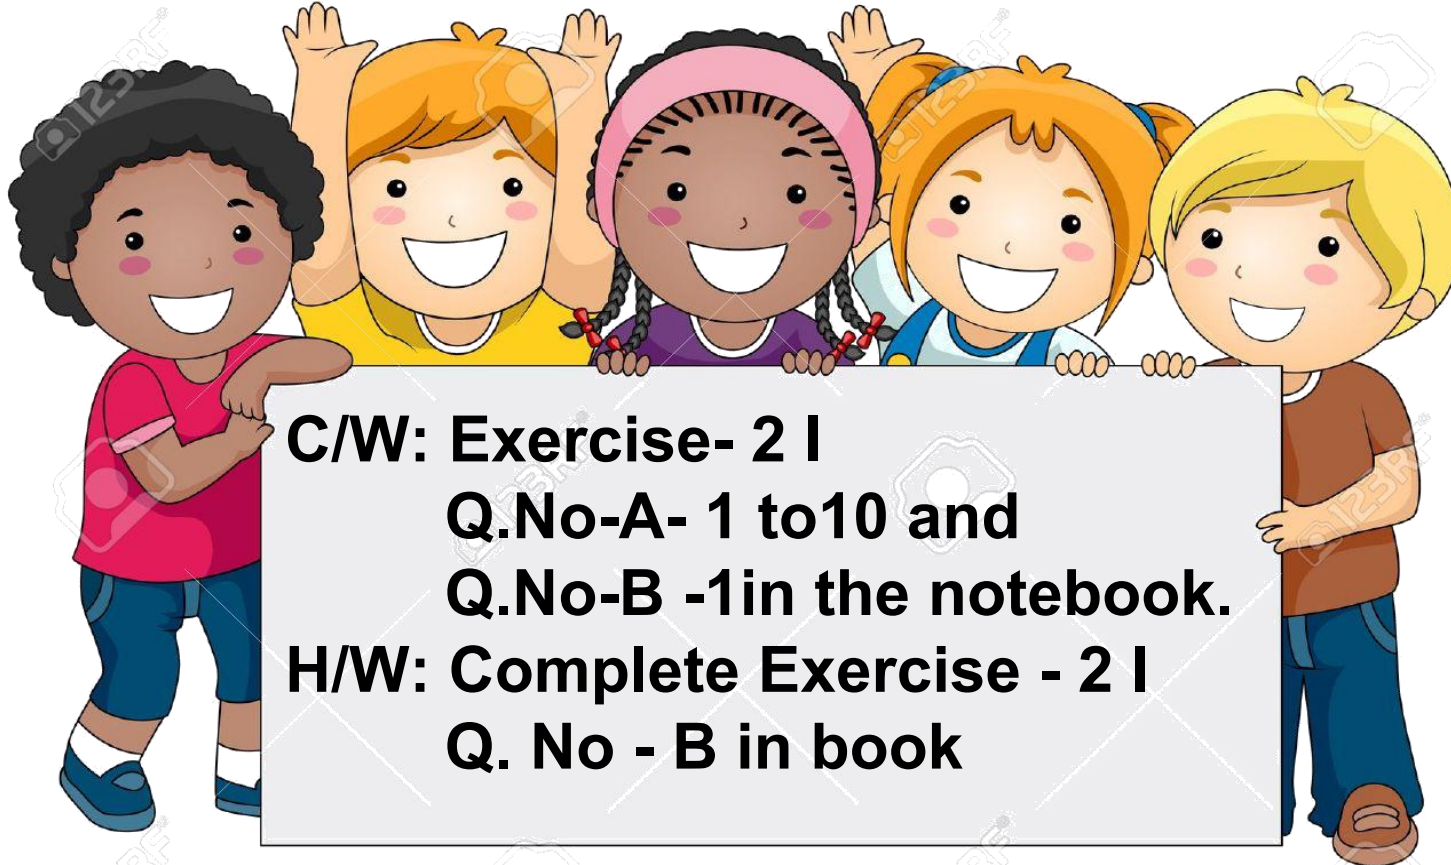 C/W: Exercise- 2 I
Q.No-A- 1 to10 and
Q.No-B -1in the notebook.
H/W: Complete Exercise - 2 I
Q. No - B in book